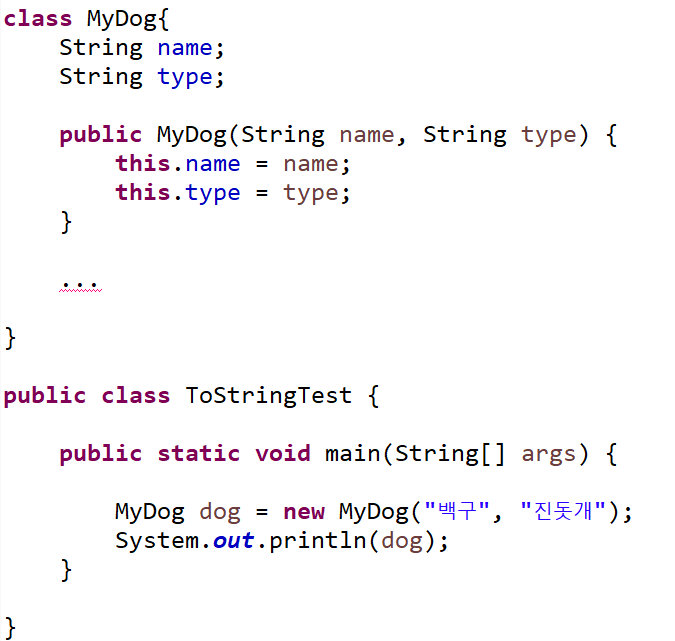 class MyDog{
    String name;
    String type;
    public MyDog(String name, String type) {
        this.name = name;
        this.type = type;
    }
    ...
}
public class ToStringTest {
    public static void main(String[] args) {
        MyDog dog = new MyDog("백구", "진돗개");
        System.out.println(dog);
    }
}